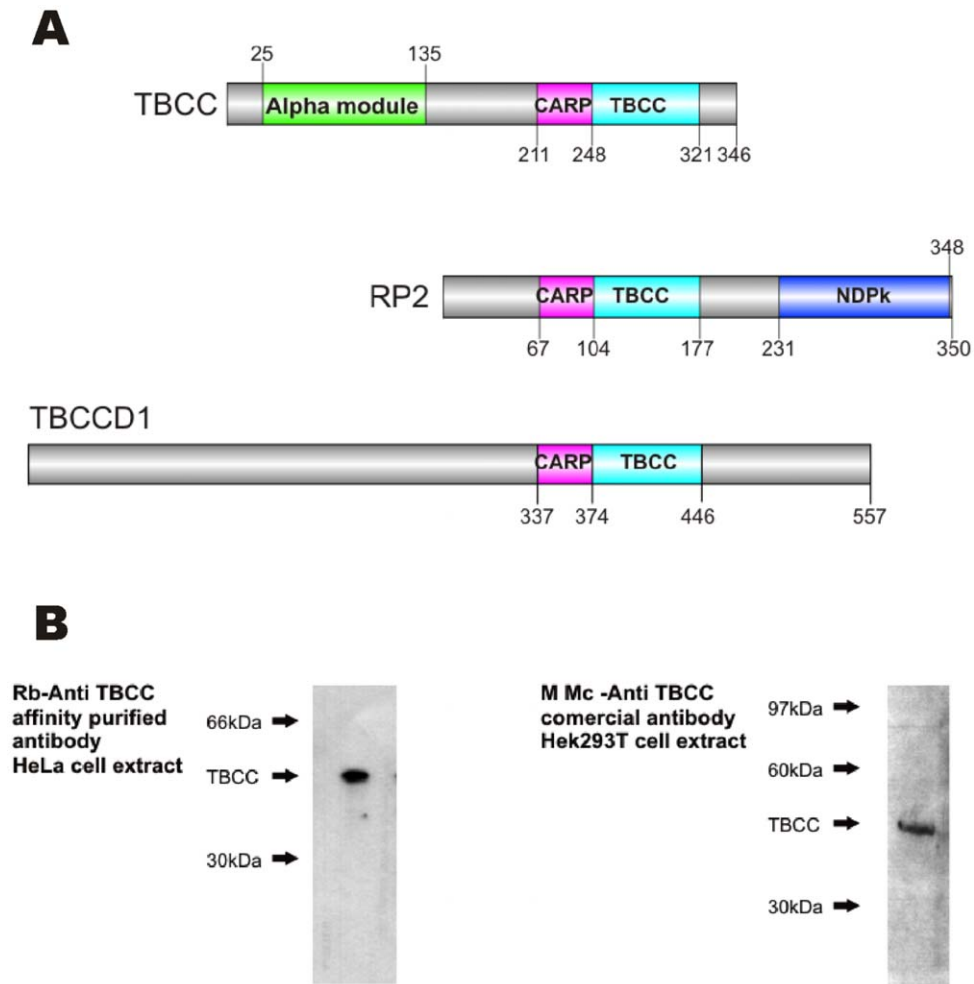 A
25 135
TBCC
Alpha module CARP TBCC
211 248 321 346
348
RP2
CARP TBCC NDPk
67 104 177 231 350
TBCCD1
CARP TBCC
337 374 446 557
B
Rb-Anti TBCC
affinity purified
antibody
HeLa cell extract
66kDa
TBCC
30kDa
M Mc -Anti TBCC
comercial antibody
Hek293T cell extract
97kDa
60kDa
TBCC
30kDa